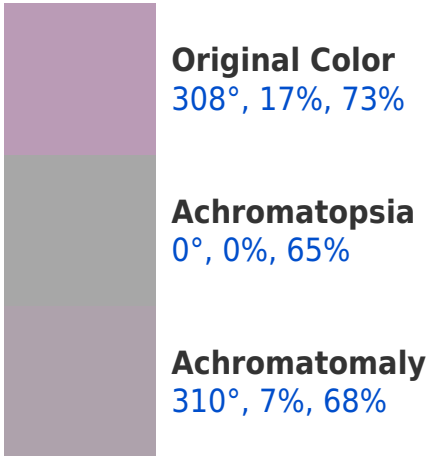 Original Color
308°, 17%, 73%
Achromatopsia
0°, 0%, 65%
Achromatomaly
310°, 7%, 68%